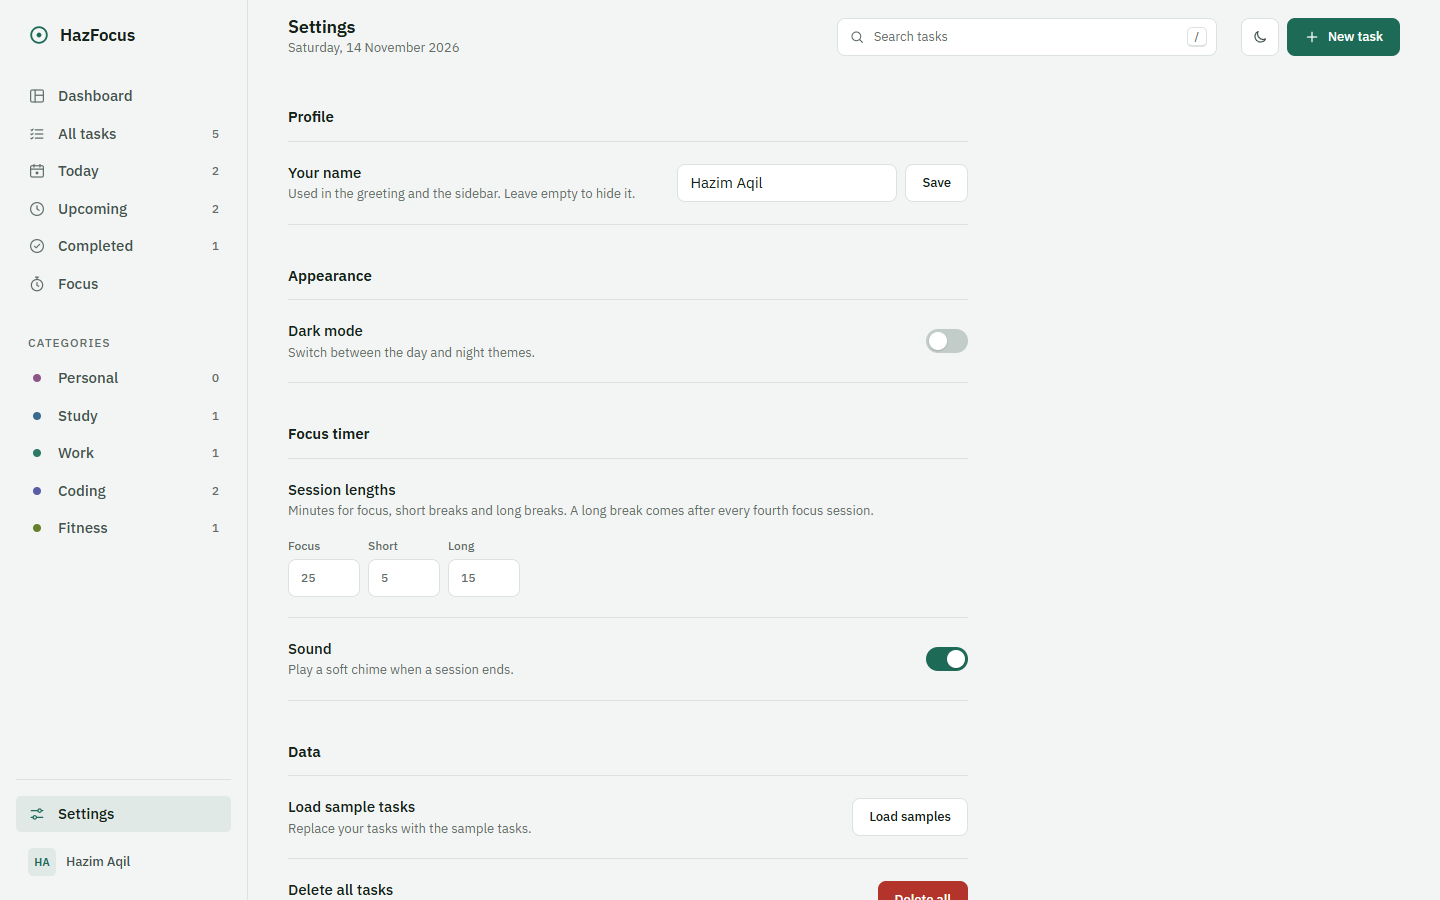 HazFocus
Dashboard
All tasks 5
Today 2
Upcoming 2
Completed 1
Focus
CATEGORIES
Personal 0
Study 1
Work 1
Coding 2
Fitness 1
Settings
HA Hazim Aqil
Settings
Saturday, 14 November 2026
Search tasks /
New task
Profile
Your name
Used in the greeting and the sidebar. Leave empty to hide it.
Hazim Aqil
Save
Appearance
Dark mode
Switch between the day and night themes.
Focus timer
Session lengths
Minutes for focus, short breaks and long breaks. A long break comes after every fourth focus session.
Focus Short Long
25 5 15
Sound
Play a soft chime when a session ends.
Data
Load sample tasks
Replace your tasks with the sample tasks.
Load samples
Delete all tasks
Delete all